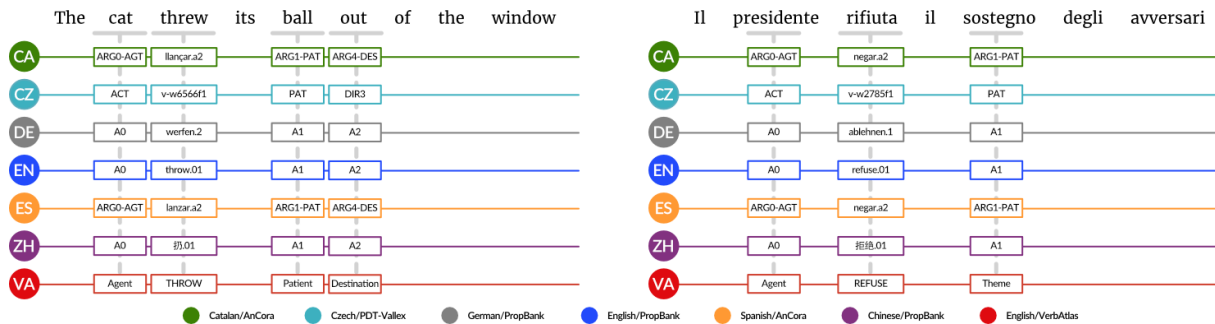 The cat threw its ball out of the window
CA ARG0-AGT llançar.a2 ARG1-PAT ARG4-DES
CZ ACT v-w6566f1 PAT DIR3
DE A0 werfen.2 A1 A2
EN A0 throw.01 A1 A2
ES ARG0-AGT lanzar.a2 ARG1-PAT ARG4-DES
ZH A0 扔.01 A1 A2
VA Agent THROW Patient Destination
Il presidente rifiuta il sostegno degli avversari
CA ARG0-AGT negar.a2 ARG1-PAT
CZ ACT v-w2785f1 PAT
DE A0 ablehnen.1 A1
EN A0 refuse.01 A1
ES ARG0-AGT negar.a2 ARG1-PAT
ZH A0 拒绝.01 A1
VA Agent REFUSE Theme
Catalan/AnCora Czech/PDT-Vallex German/PropBank English/PropBank Spanish/AnCora Chinese/PropBank English/VerbAtlas